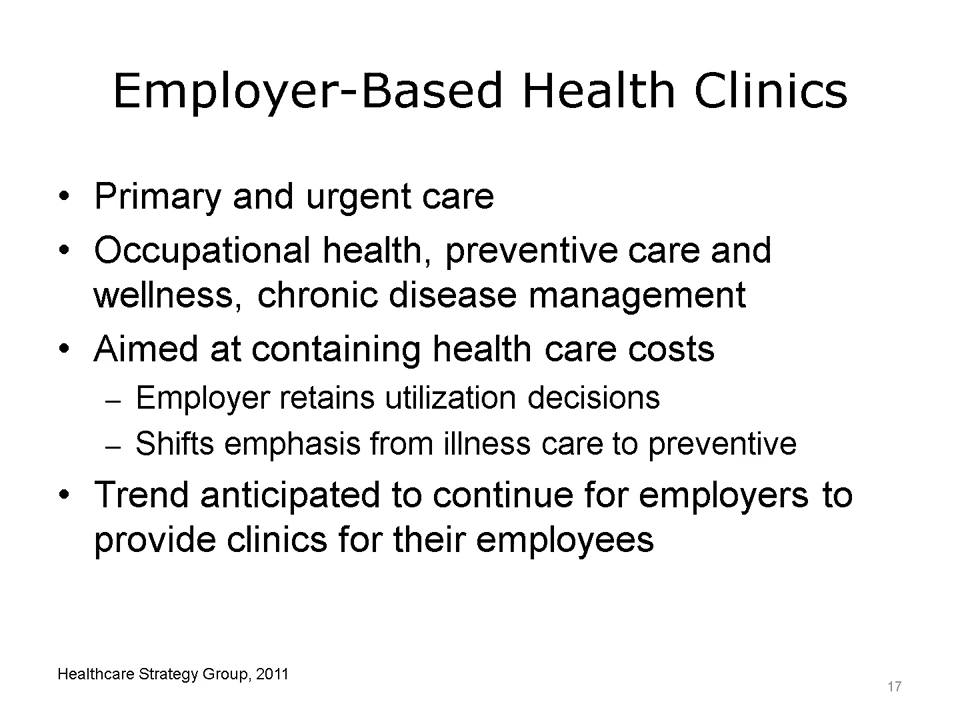 Employer-Based Health Clinics
• Primary and urgent care
• Occupational health, preventive care and
wellness, chronic disease management
• Aimed at containing health care costs
– Employer retains utilization decisions
– Shifts emphasis from illness care to preventive
• Trend anticipated to continue for employers to
provide clinics for their employees
Healthcare Strategy Group, 2011
17